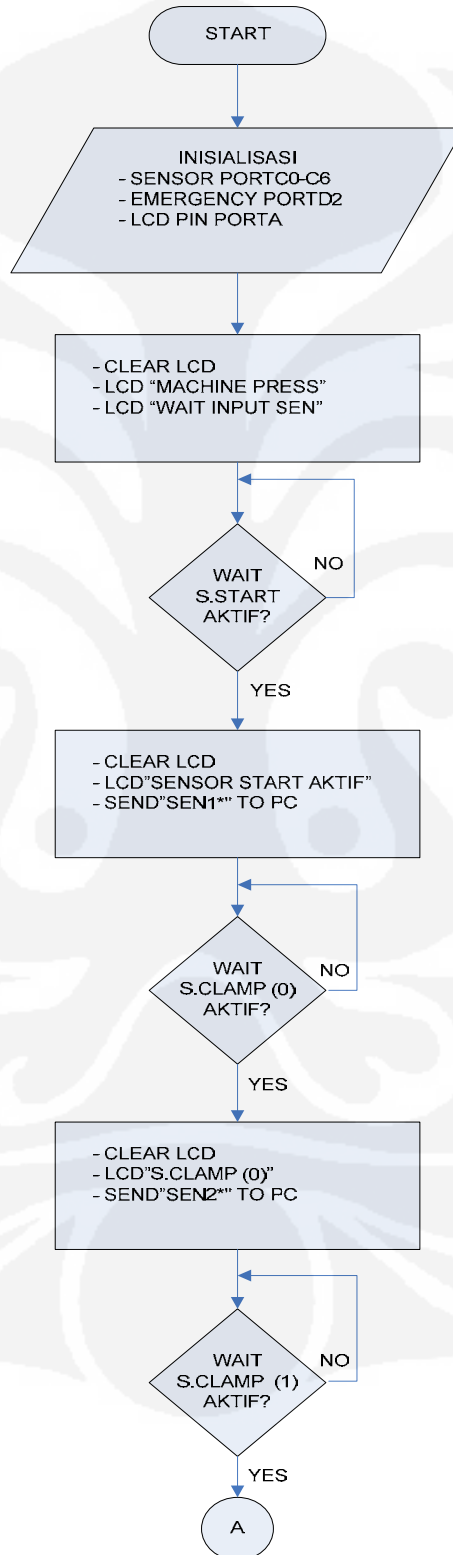 START
INISIALISASI
- SENSOR PORTC0-C6
- EMERGENCY PORTD2
- LCD PIN PORTA
- CLEAR LCD
- LCD “MACHINE PRESS”
- LCD “WAIT INPUT SEN”
NO
WAIT
S.START
AKTIF?
YES
- CLEAR LCD
- LCD”SENSOR START AKTIF”
- SEND”SEN1*” TO PC
NO
WAIT
S.CLAMP (0)
AKTIF?
YES
- CLEAR LCD
- LCD”S.CLAMP (0)”
- SEND”SEN2*” TO PC
NO
WAIT
S.CLAMP (1)
AKTIF?
YES
A